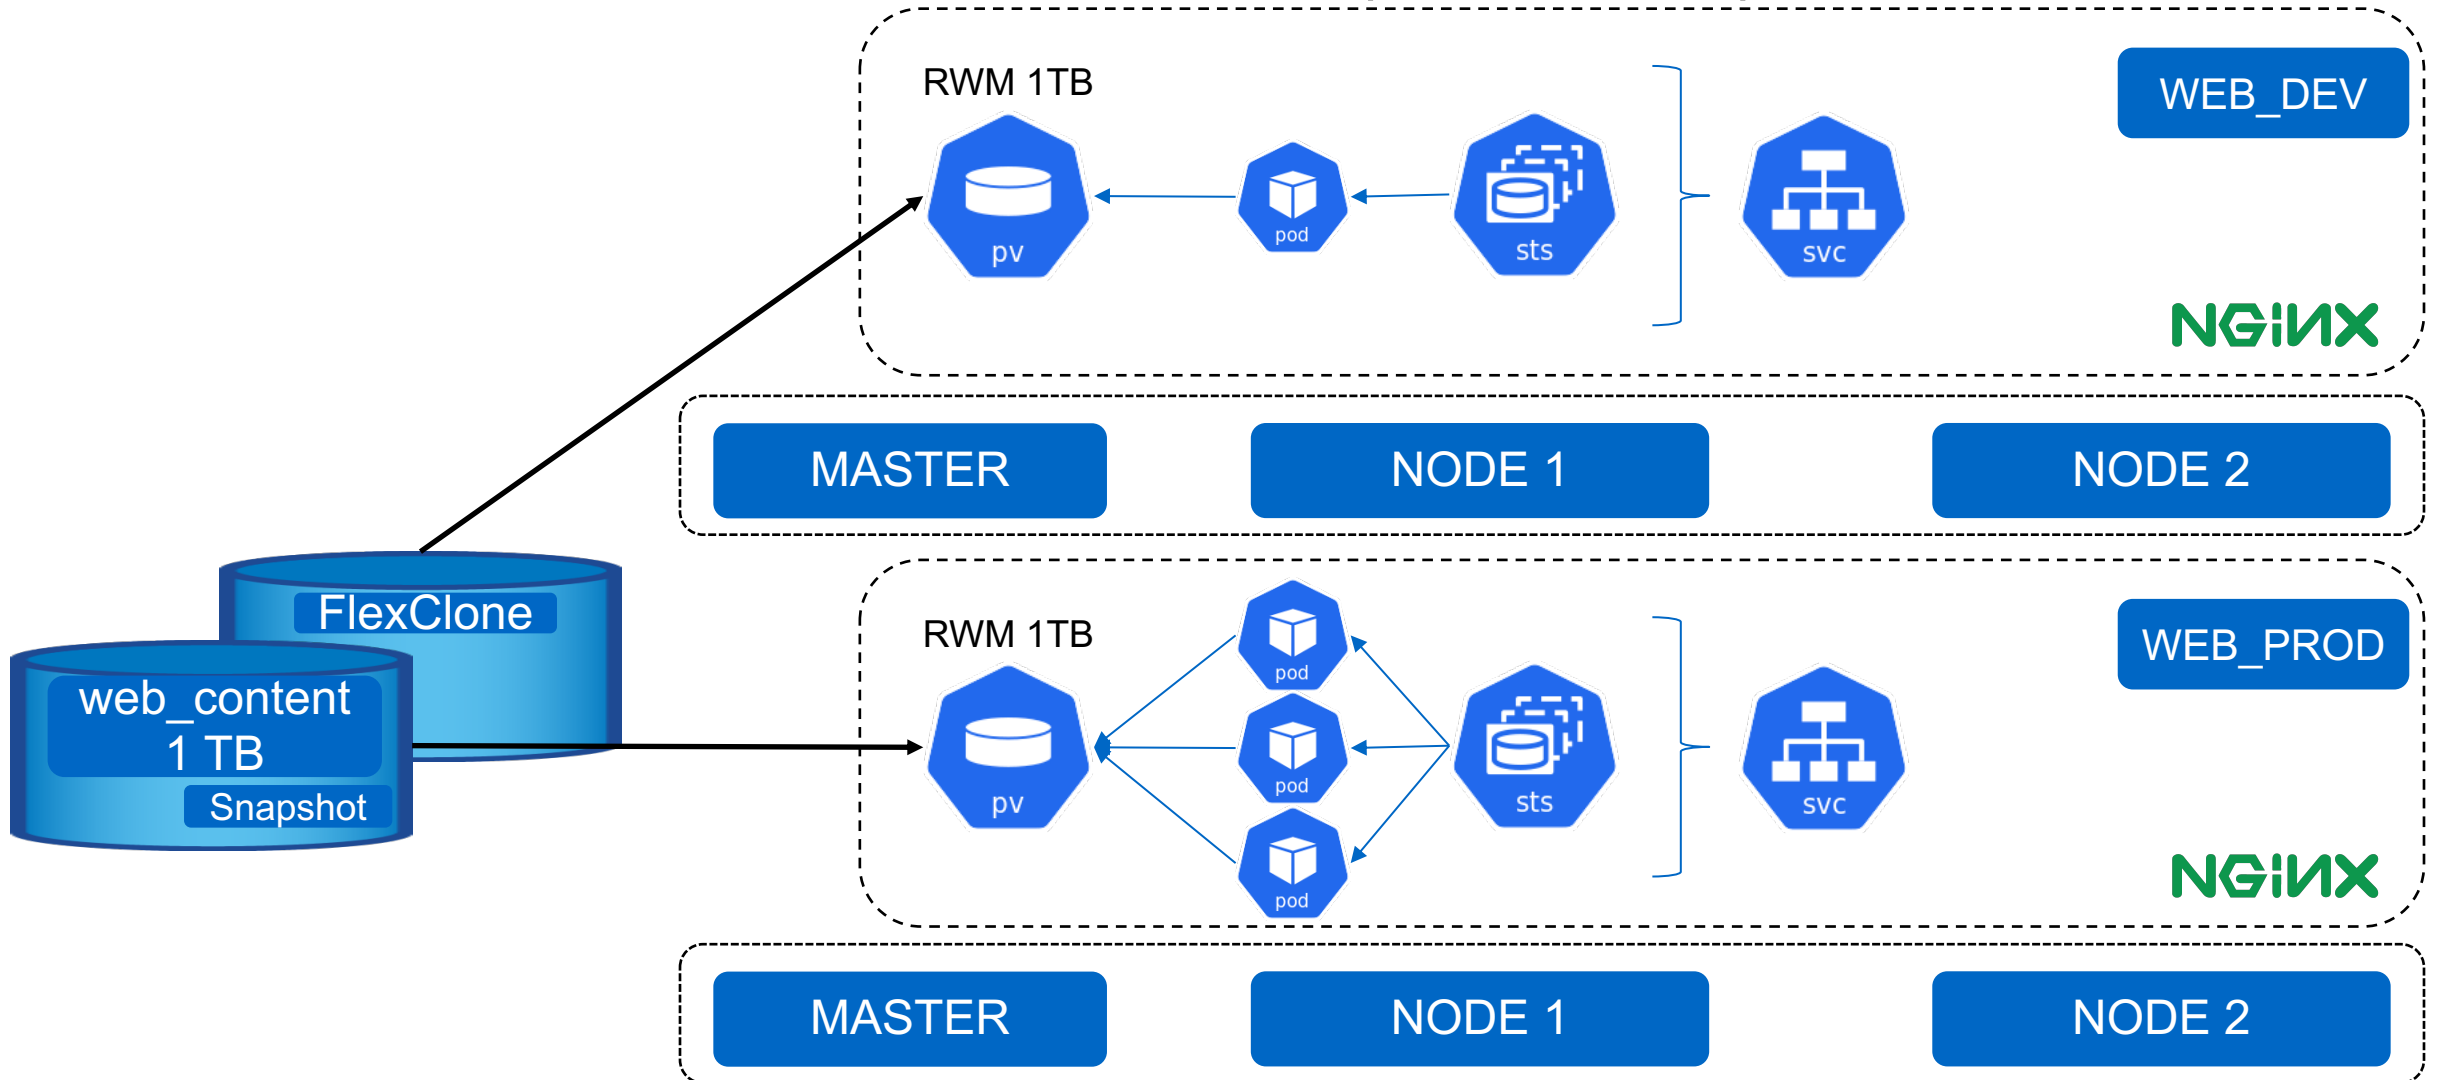 RWM 1TB
WEB_DEV
pv
pod
sts
svc
NGINX
MASTER
NODE 1
NODE 2
FlexClone
web_content
1 TB
Snapshot
RWM 1TB
WEB_PROD
pod
pod
pod
pv
sts
svc
NGINX
MASTER
NODE 1
NODE 2